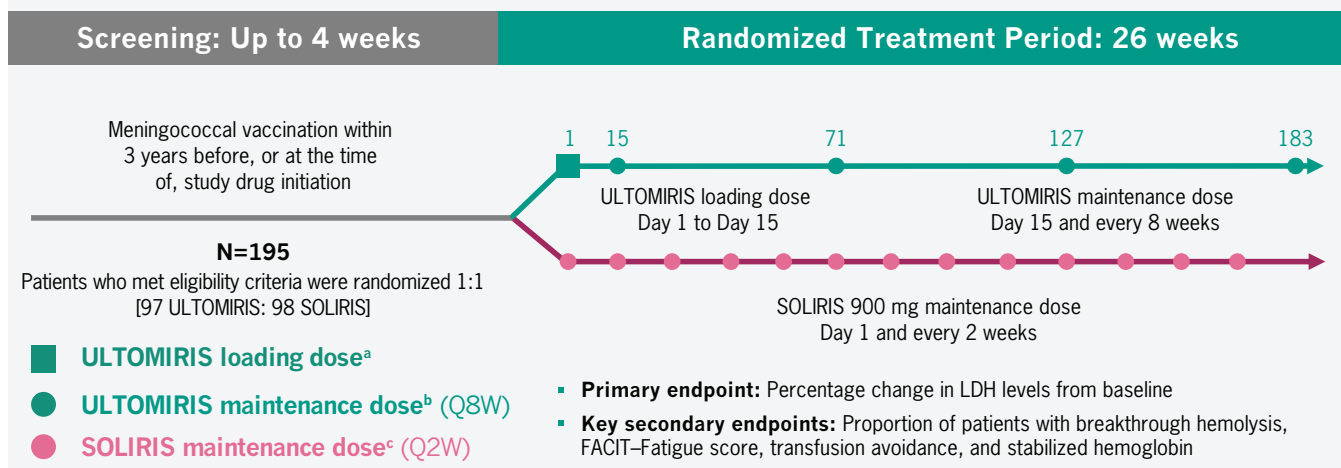 Screening: Up to 4 weeks
Randomized Treatment Period: 26 weeks
Meningococcal vaccination within
3 years before, or at the time
of, study drug initiation
N=195
Patients who met eligibility criteria were randomized 1:1
[97 ULTOMIRIS: 98 SOLIRIS]
ULTOMIRIS loading doseᵃ
ULTOMIRIS maintenance doseᵇ (Q8W)
SOLIRIS maintenance doseᶜ (Q2W)
1 15 71 127 183
ULTOMIRIS loading dose
Day 1 to Day 15
ULTOMIRIS maintenance dose
Day 15 and every 8 weeks
SOLIRIS 900 mg maintenance dose
Day 1 and every 2 weeks
▪ Primary endpoint: Percentage change in LDH levels from baseline
▪ Key secondary endpoints: Proportion of patients with breakthrough hemolysis,
FACIT–Fatigue score, transfusion avoidance, and stabilized hemoglobin